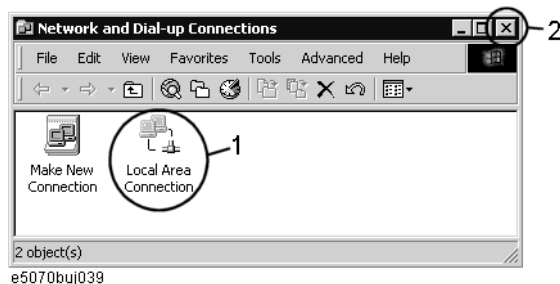 Network and Dial-up Connections
2
File Edit View Favorites Tools Advanced Help
1
Make New Connection
Local Area Connection
2 object(s)
e5070buj039